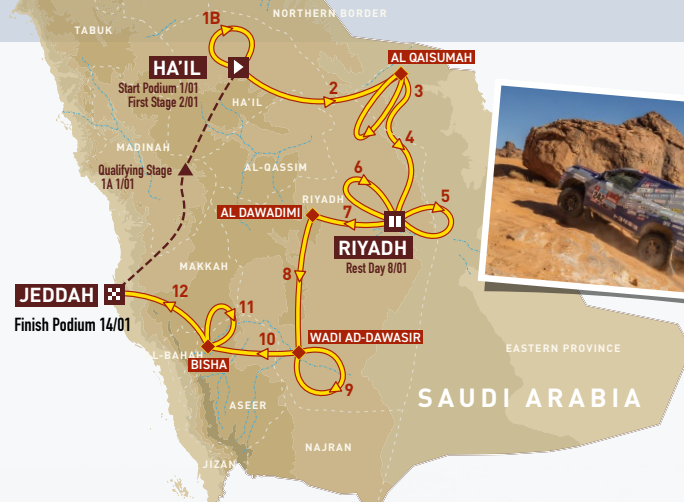 NORTHERN BORDER
TABUK
1B
AL QAISUMAH
HA'IL
Start Podium 1/01
First Stage 2/01
2
3
HA'IL
4
MADINAH
AL-QASSIM
Qualifying Stage
1A 1/01
6
5
RIYADH
AL DAWADIMI
7
RIYADH
Rest Day 8/01
MAKKAH
8
JEDDAH
12
11
Finish Podium 14/01
10
WADI AD-DAWASIR
L-BAHAH
BISHA
EASTERN PROVINCE
9
SAUDI ARABIA
ASEER
NAJRAN
JIZAN